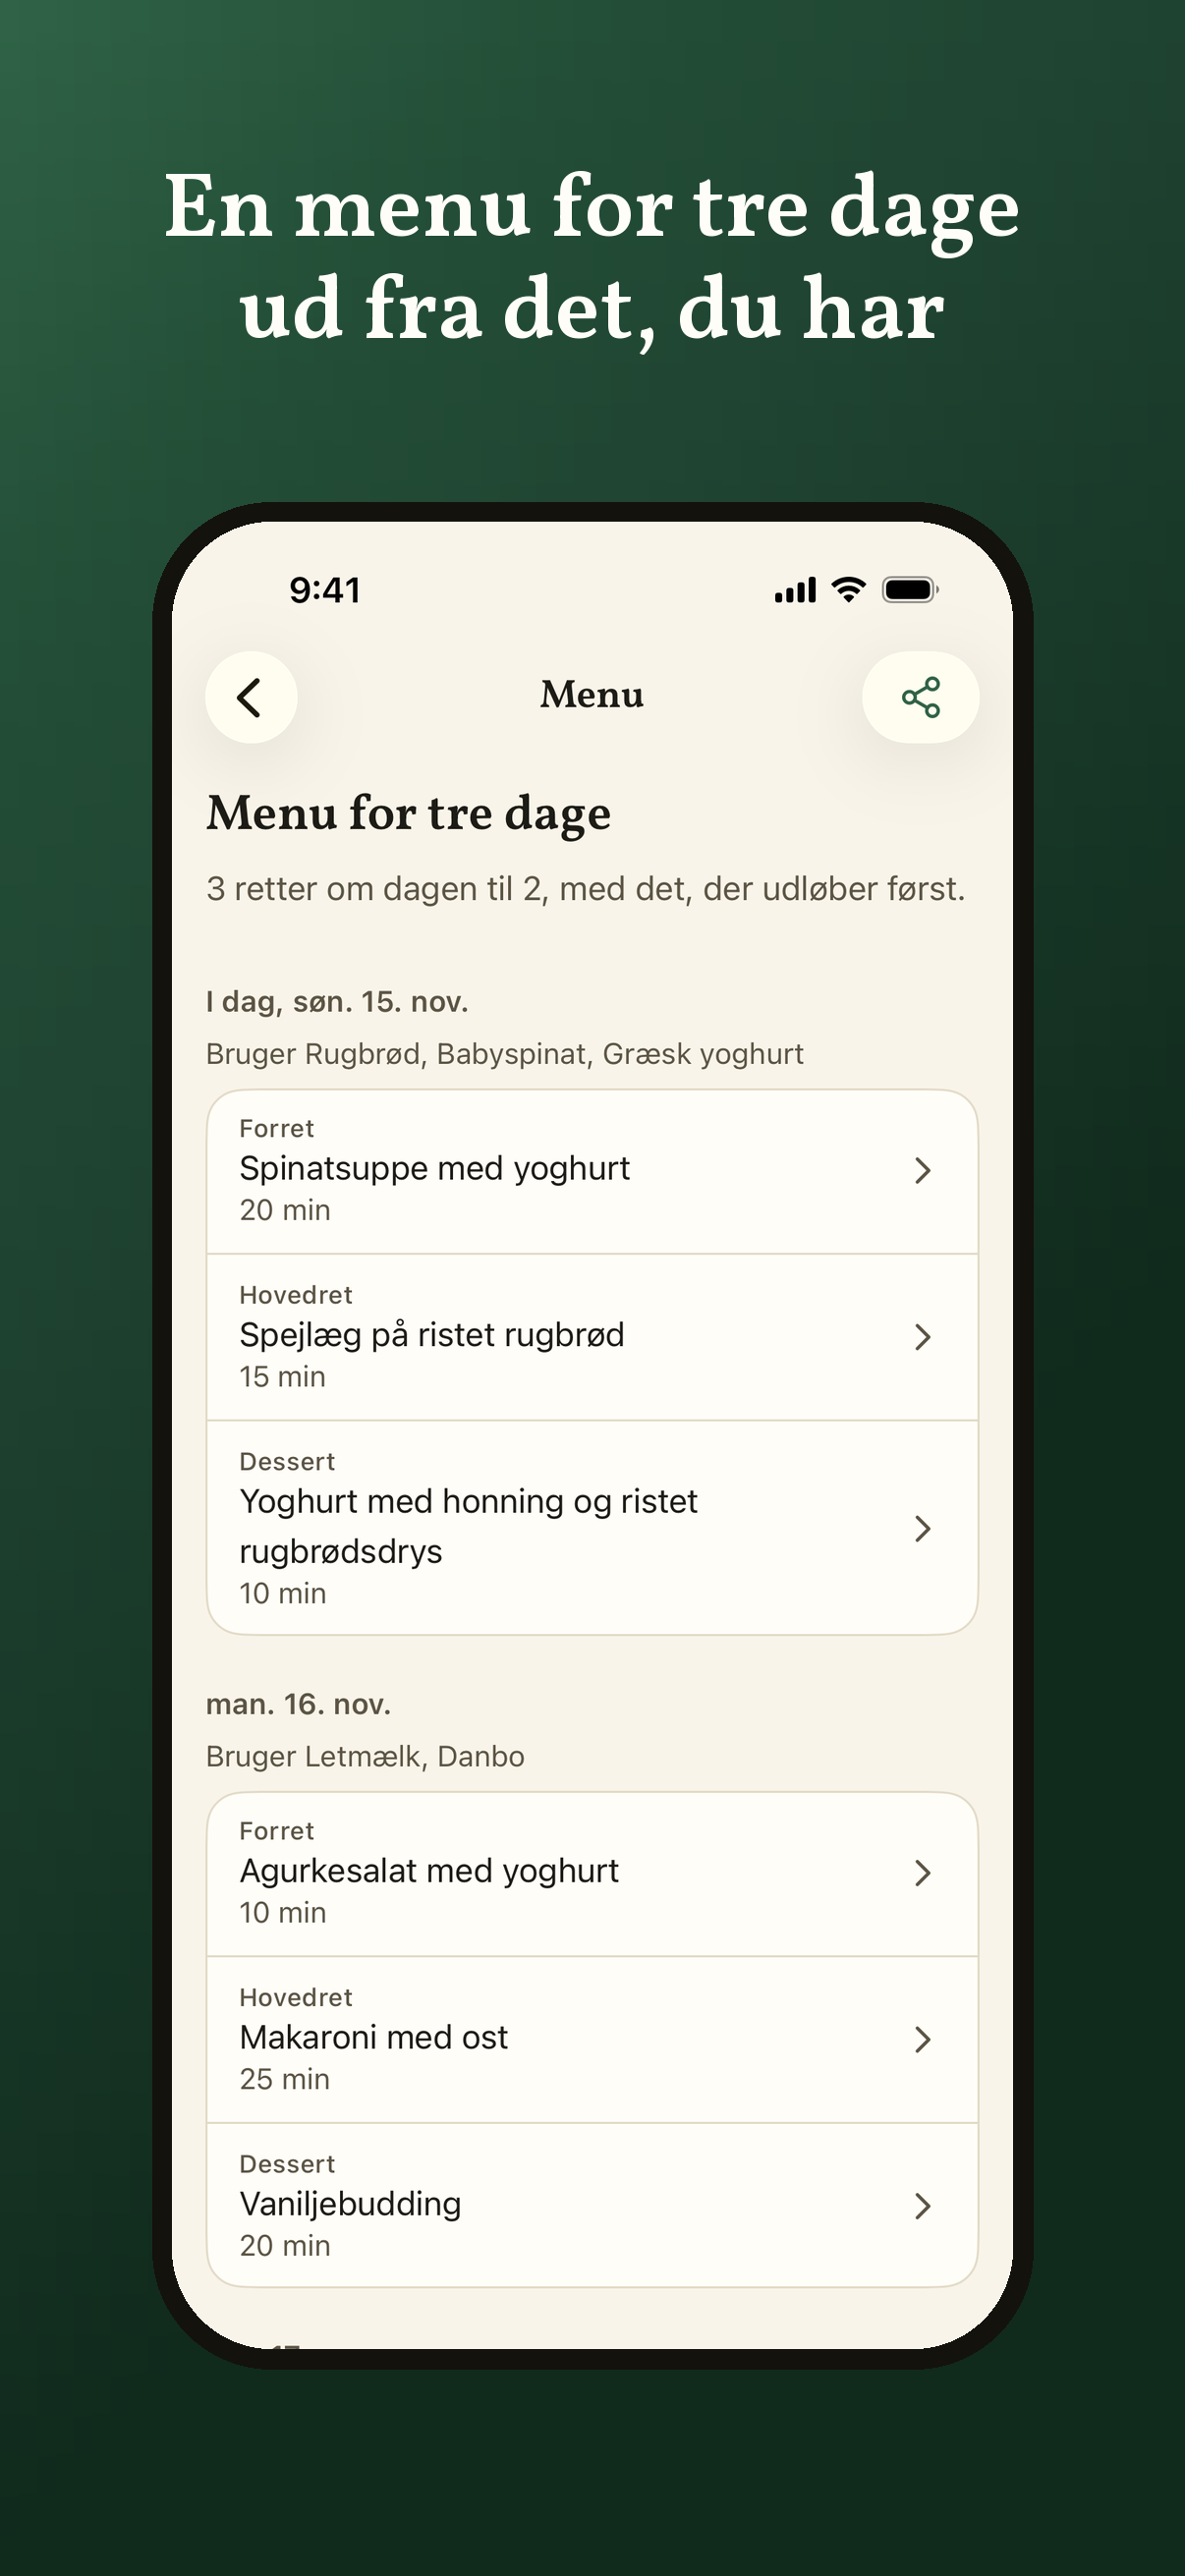 En menu for tre dage
ud fra det, du har
9:41
Menu
Menu for tre dage
3 retter om dagen til 2, med det, der udløber først.
I dag, søn. 15. nov.
Bruger Rugbrød, Babyspinat, Græsk yoghurt
Forret
Spinatsuppe med yoghurt
20 min
Hovedret
Spejlæg på ristet rugbrød
15 min
Dessert
Yoghurt med honning og ristet
rugbrødsdrys
10 min
man. 16. nov.
Bruger Letmælk, Danbo
Forret
Agurkesalat med yoghurt
10 min
Hovedret
Makaroni med ost
25 min
Dessert
Vaniljebudding
20 min